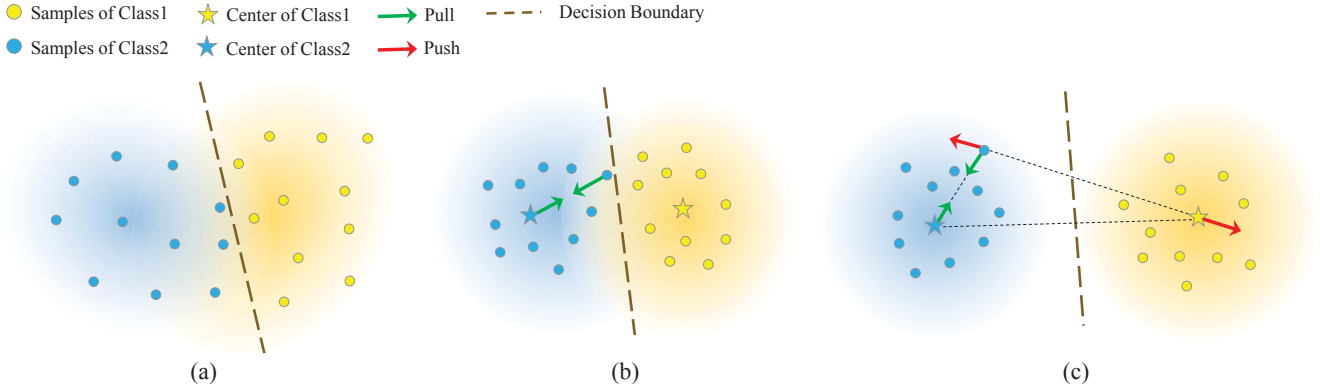 Samples of Class1 Center of Class1 Pull Decision Boundary
Samples of Class2 Center of Class2 Push
(a) (b) (c)